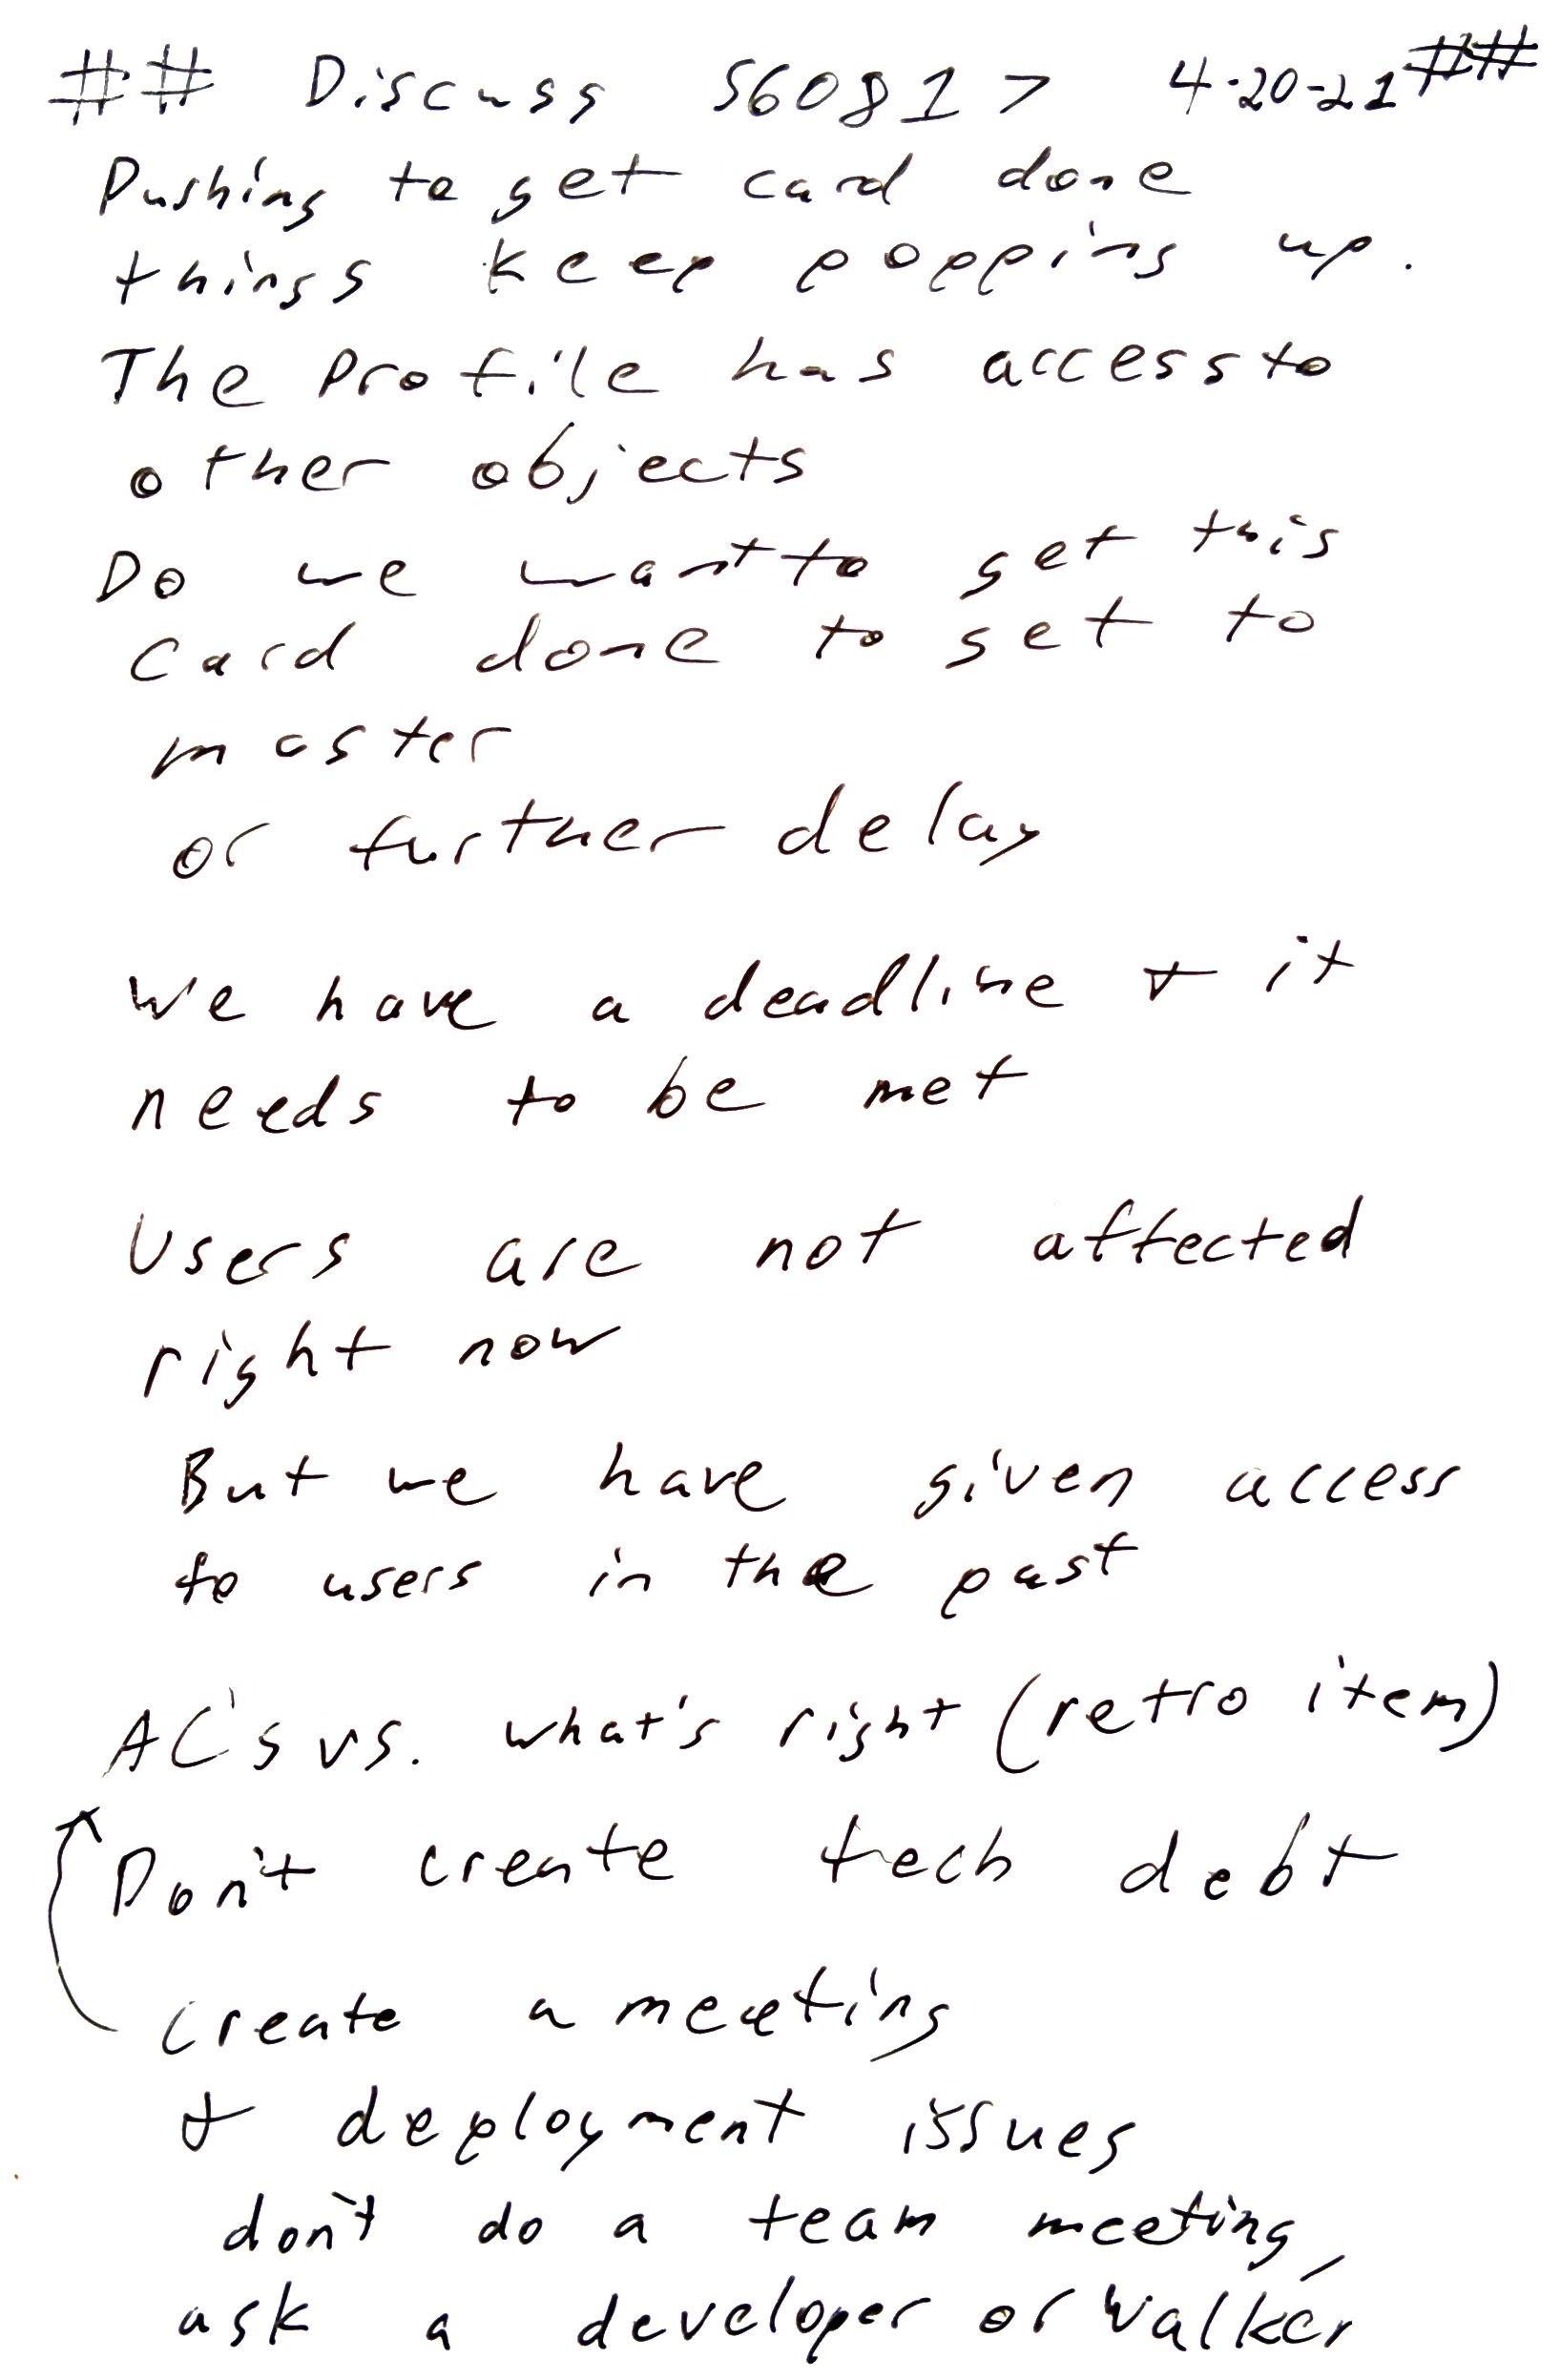 ## Discuss 560817 4-20-21 ##
Pushing to get card done
things keep popping up.
The Profile has access to
other objects
Do we want to get this
card done to get to
master
or further delay
We have a deadline & it
needs to be met
Users are not affected
right now
But we have given access
to users in the past
AC's vs. what's right (retro item)
Don't create tech debt
create a meeting
& deployment issues
don't do a team meeting,
ask a developer or Walker